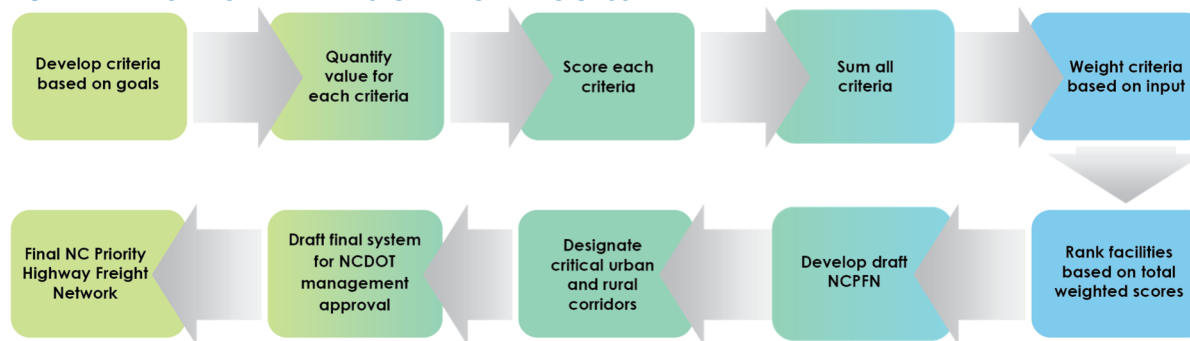 Develop criteria
based on goals
Quantify
value for
each criteria
Score each
criteria
Sum all
criteria
Weight criteria
based on input
Rank facilities
based on total
weighted scores
Develop draft
NCPFN
Designate
critical urban
and rural
corridors
Draft final system
for NCDOT
management
approval
Final NC Priority
Highway Freight
Network